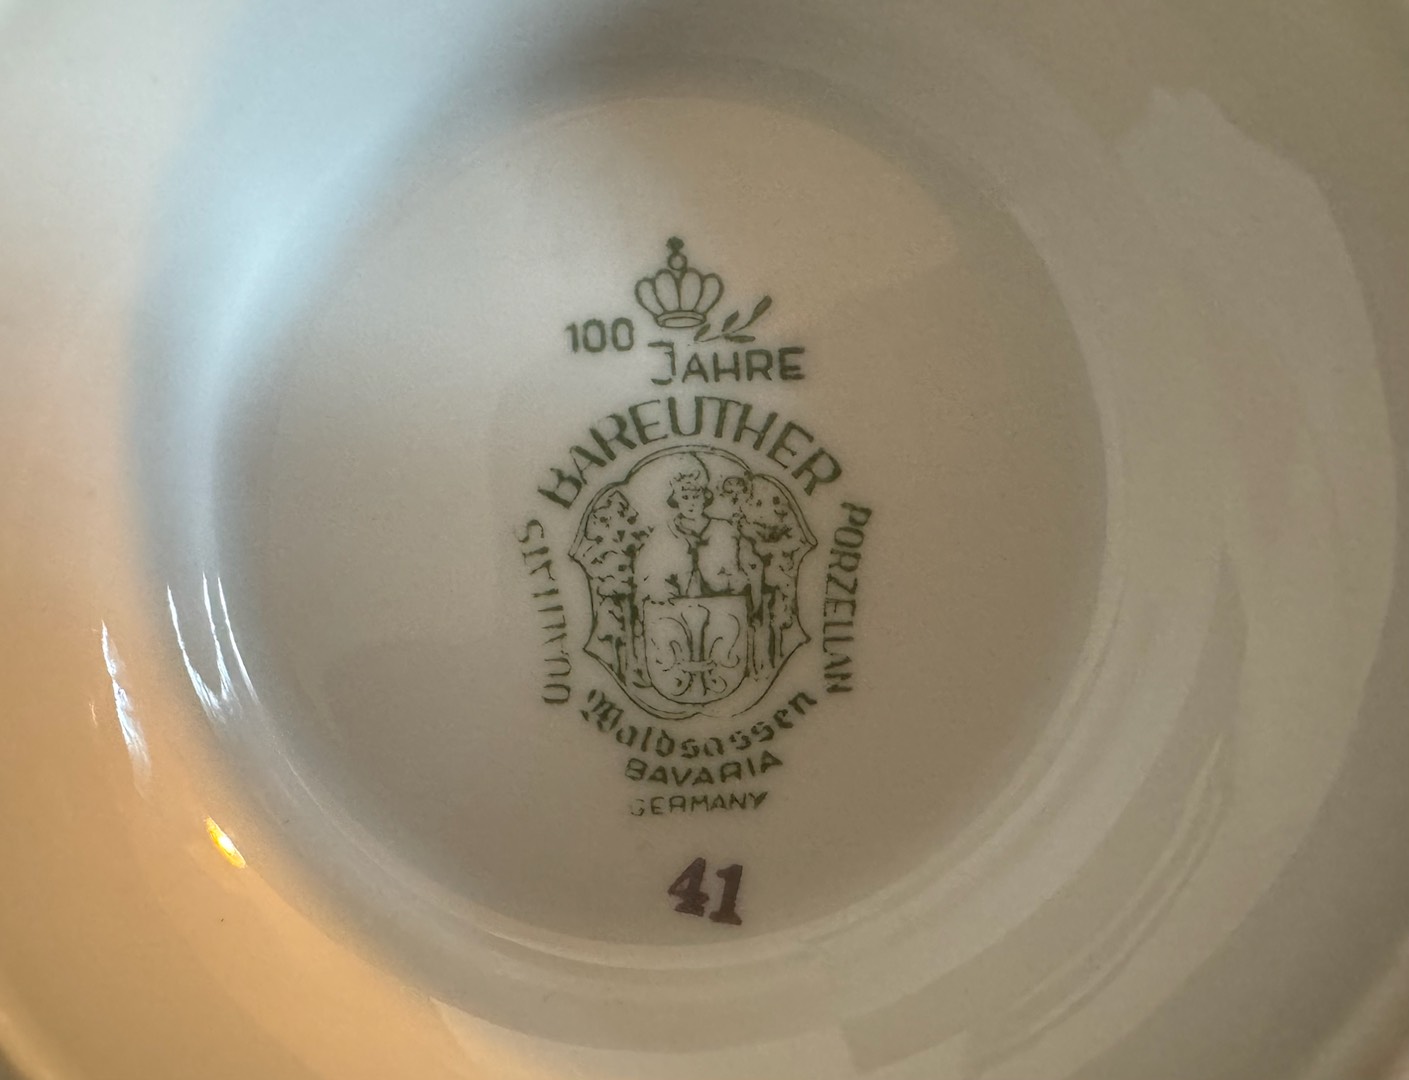 100
JAHRE
BAREUTHER
QUALITÄTS
PORZELLAN
Waldsassen
BAVARIA
GERMANY
41